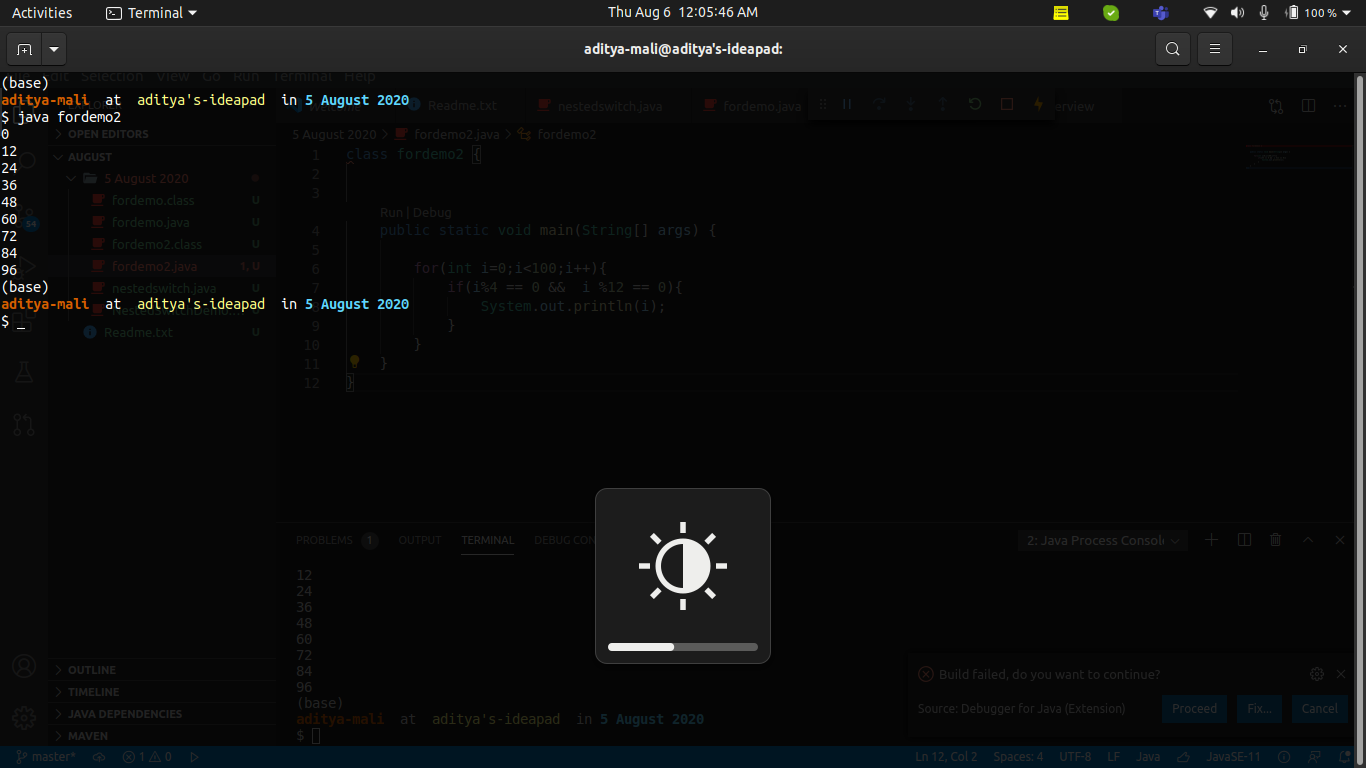 Activities Terminal Thu Aug 6 12:05:46 AM 100 %
aditya-mali@aditya's-ideapad:
Edit Selection View Go Run Terminal Help
(base)
aditya-mali at aditya's-ideapad in 5 August 2020
$ java fordemo2
0
12
24
36
48
60
72
84
96
(base)
aditya-mali at aditya's-ideapad in 5 August 2020
$ _
Readme.txt nestedswitch.java fordemo.java
OPEN EDITORS
AUGUST
5 August 2020
fordemo.class U
fordemo.java U
fordemo2.class U
fordemo2.java 1, U
nestedswitch.java U
Readme.txt U
34
OUTLINE
TIMELINE
JAVA DEPENDENCIES
MAVEN
5 August 2020 > fordemo2.java > fordemo2
1 class fordemo2 {
2
3
Run | Debug
4 public static void main(String[] args) {
5
6 for(int i=0;i<100;i++){
7 if(i%4 == 0 && i %12 == 0){
8 System.out.println(i);
9 }
10 }
11 }
12 }
PROBLEMS 1 OUTPUT TERMINAL DEBUG CON
2: Java Process Consol
12
24
36
48
60
72
84
96
(base)
aditya-mali at aditya's-ideapad in 5 August 2020
$
Build failed, do you want to continue?
Source: Debugger for Java (Extension) Proceed Fix... Cancel
master* 1 0 Ln 12, Col 2 Spaces: 4 UTF-8 LF Java JavaSE-11